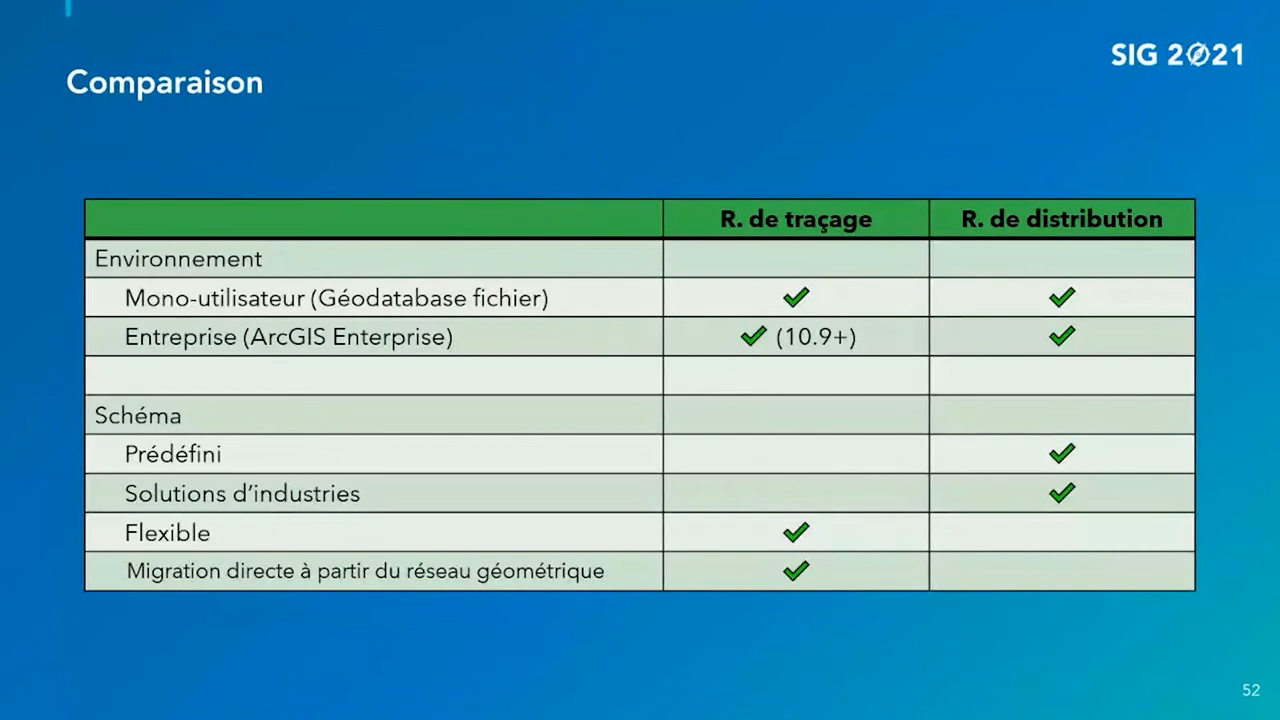 SIG 2021
Comparaison
R. de traçage R. de distribution
Environnement
Mono-utilisateur (Géodatabase fichier) ✔ ✔
Entreprise (ArcGIS Enterprise) ✔ (10.9+) ✔
Schéma
Prédéfini ✔
Solutions d’industries ✔
Flexible ✔
Migration directe à partir du réseau géométrique ✔
52